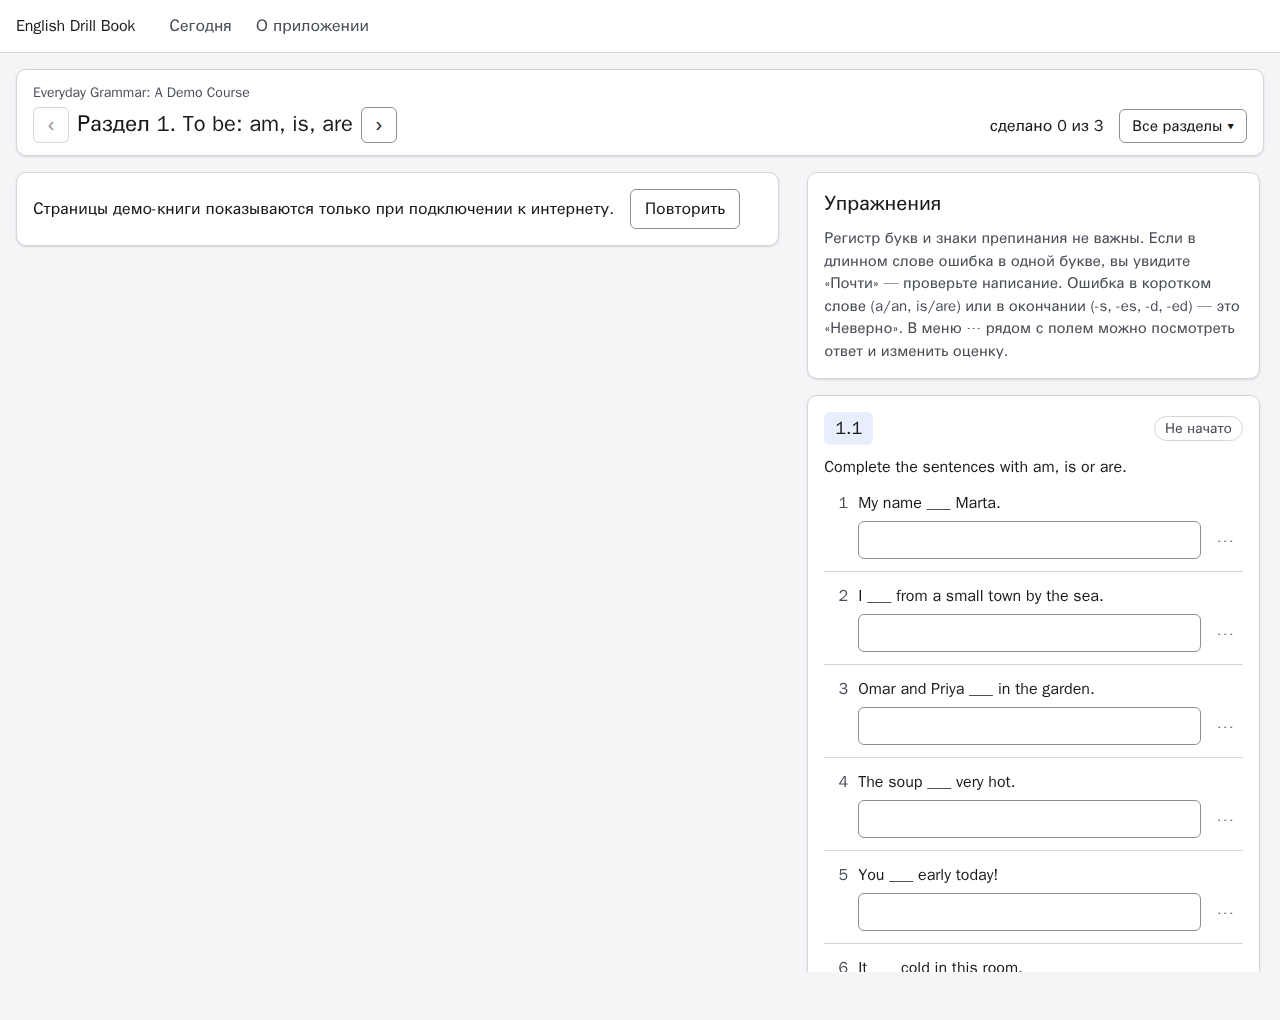 English Drill Book Сегодня О приложении
Everyday Grammar: A Demo Course
‹ Раздел 1. To be: am, is, are ›
сделано 0 из 3 Все разделы ▾
Страницы демо-книги показываются только при подключении к интернету. Повторить
Упражнения
Регистр букв и знаки препинания не важны. Если в
длинном слове ошибка в одной букве, вы увидите
«Почти» — проверьте написание. Ошибка в коротком
слове (a/an, is/are) или в окончании (-s, -es, -d, -ed) — это
«Неверно». В меню ··· рядом с полем можно посмотреть
ответ и изменить оценку.
1.1 Не начато
Complete the sentences with am, is or are.
1 My name ___ Marta.
···
2 I ___ from a small town by the sea.
···
3 Omar and Priya ___ in the garden.
···
4 The soup ___ very hot.
···
5 You ___ early today!
···
6 It ___ cold in this room.